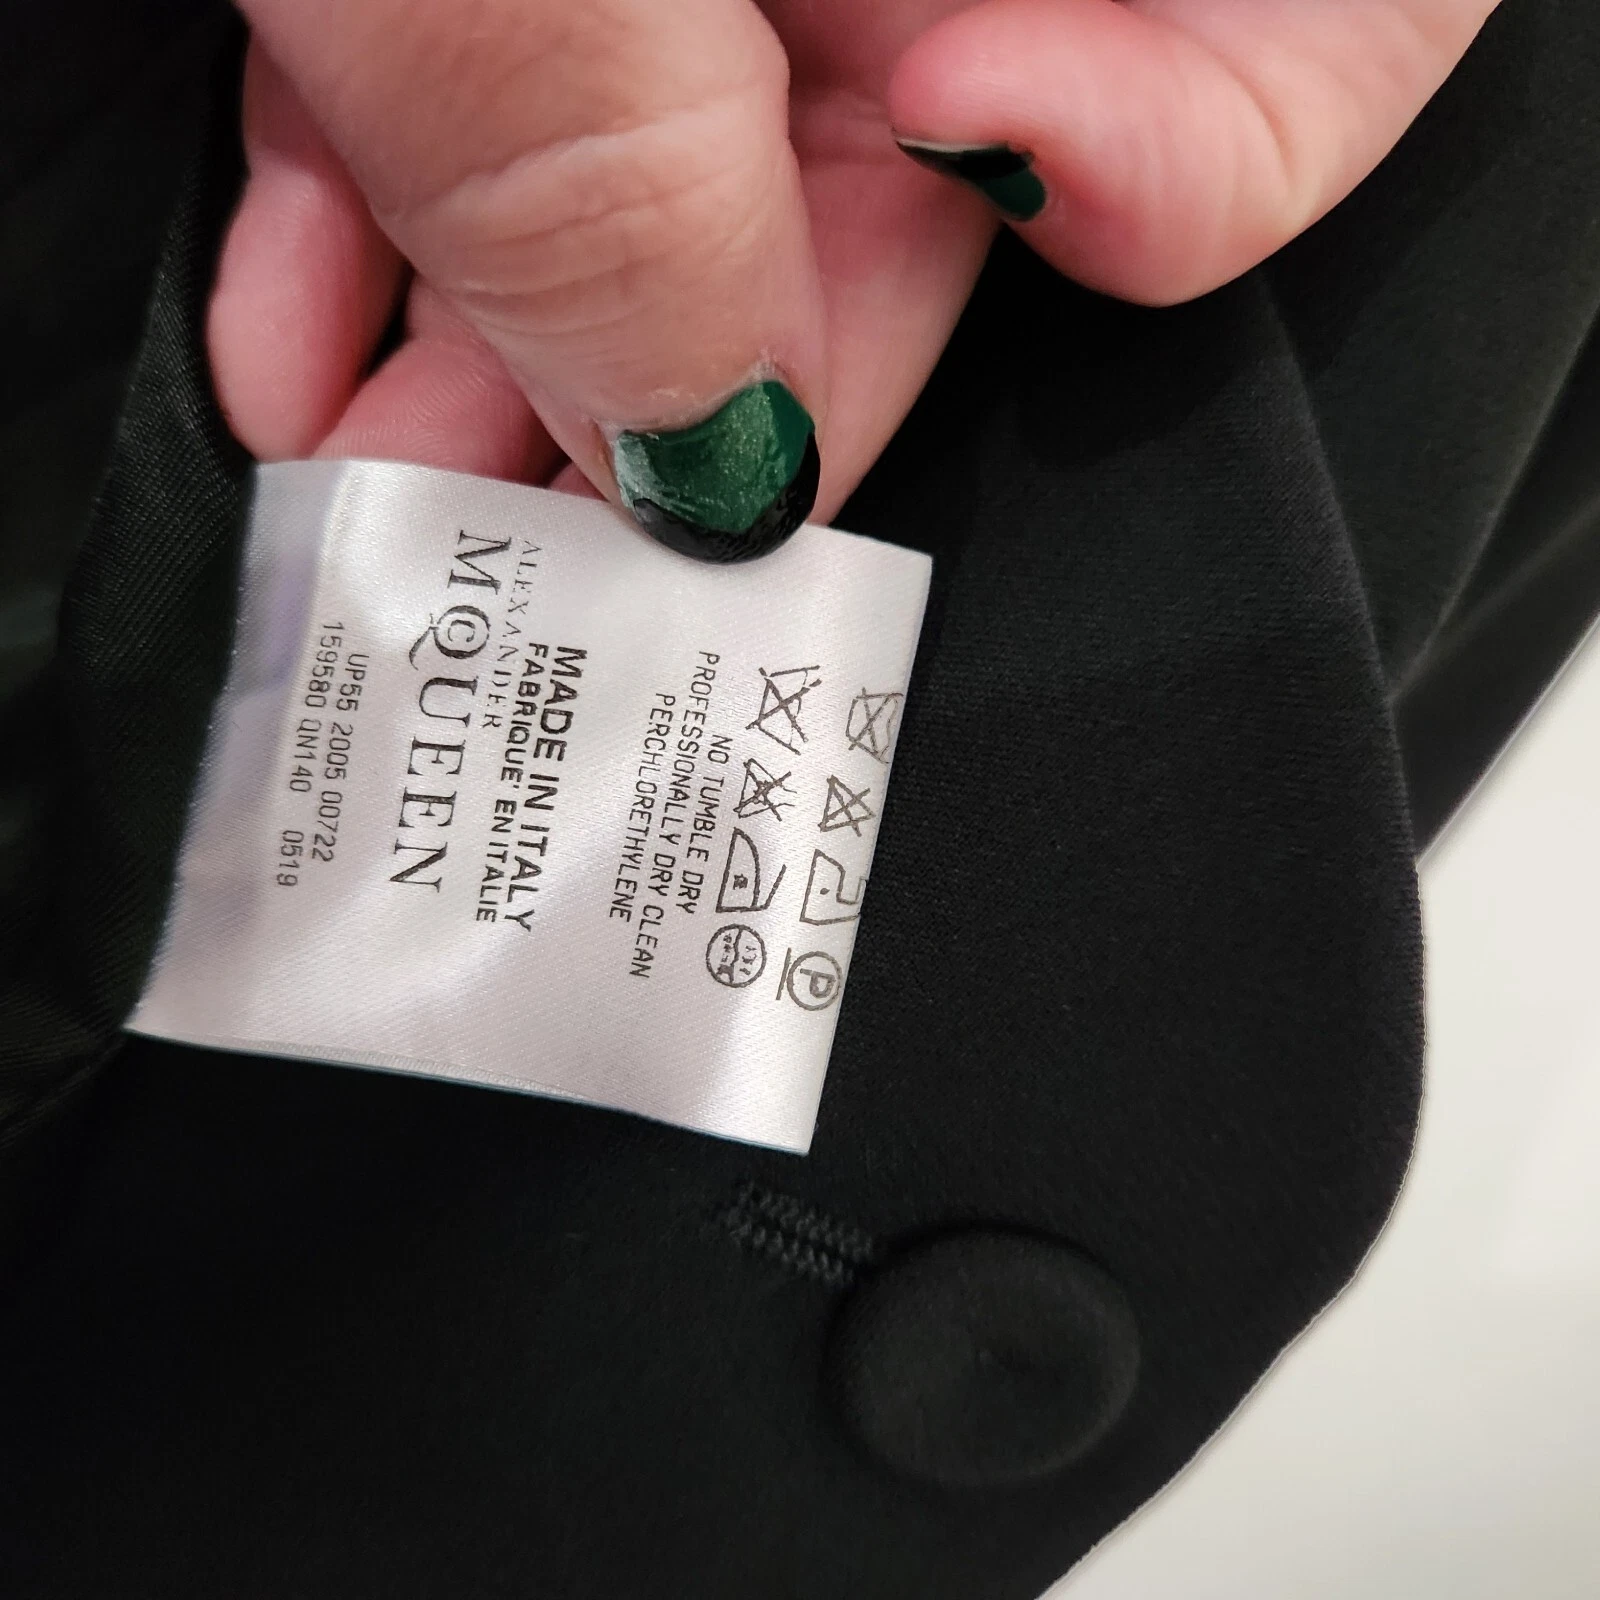 P
NO TUMBLE DRY
PROFESSIONALLY DRY CLEAN
PERCHLORETHYLENE
MADE IN ITALY
FABRIQUE' EN ITALIE
ALEXANDER
MCQUEEN
UP55 2005 00722
159580 QN140 0519